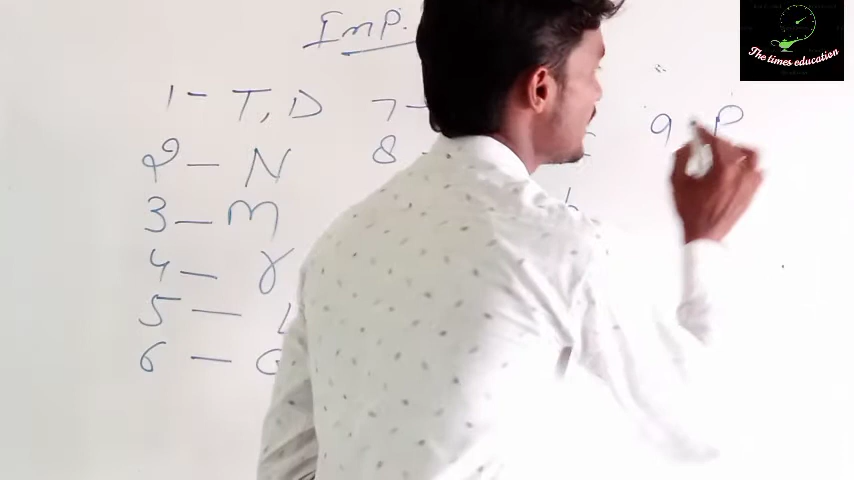 Imp.
1 - T, D
2 - N
3 - m
4 - r
5 -
6 -
7 -
8 -
9 P
The times education